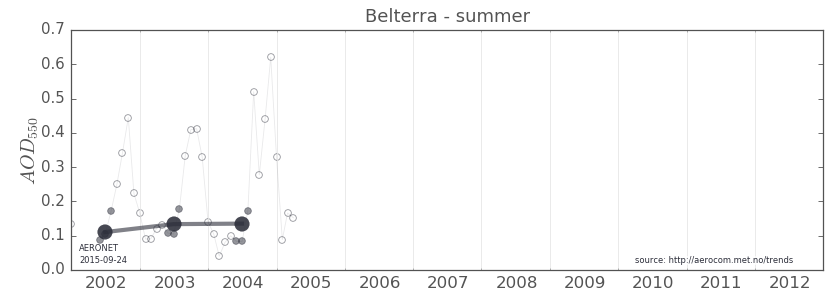 Belterra - summer
0.7
0.6
0.5
0.4
0.3
0.2
0.1
0.0
AOD550
AERONET
2015-09-24
source: http://aerocom.met.no/trends
2002 2003 2004 2005 2006 2007 2008 2009 2010 2011 2012